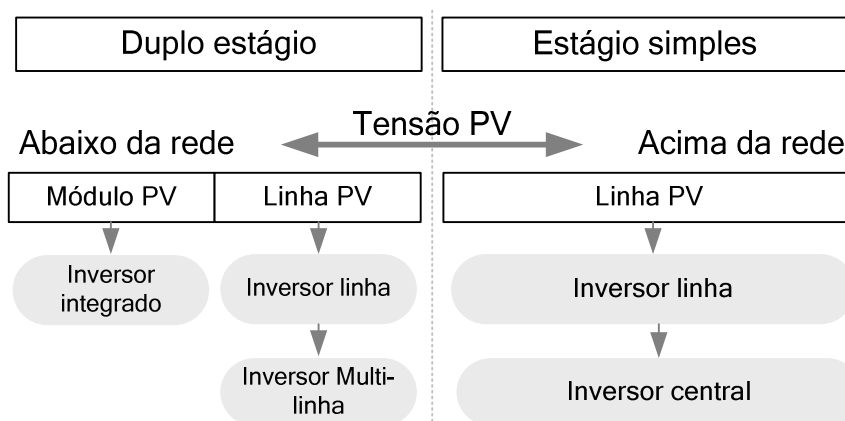 Duplo estágio
Estágio simples
Tensão PV
Abaixo da rede
Acima da rede
Módulo PV
Linha PV
Linha PV
Inversor
integrado
Inversor linha
Inversor linha
Inversor Multi-
linha
Inversor central